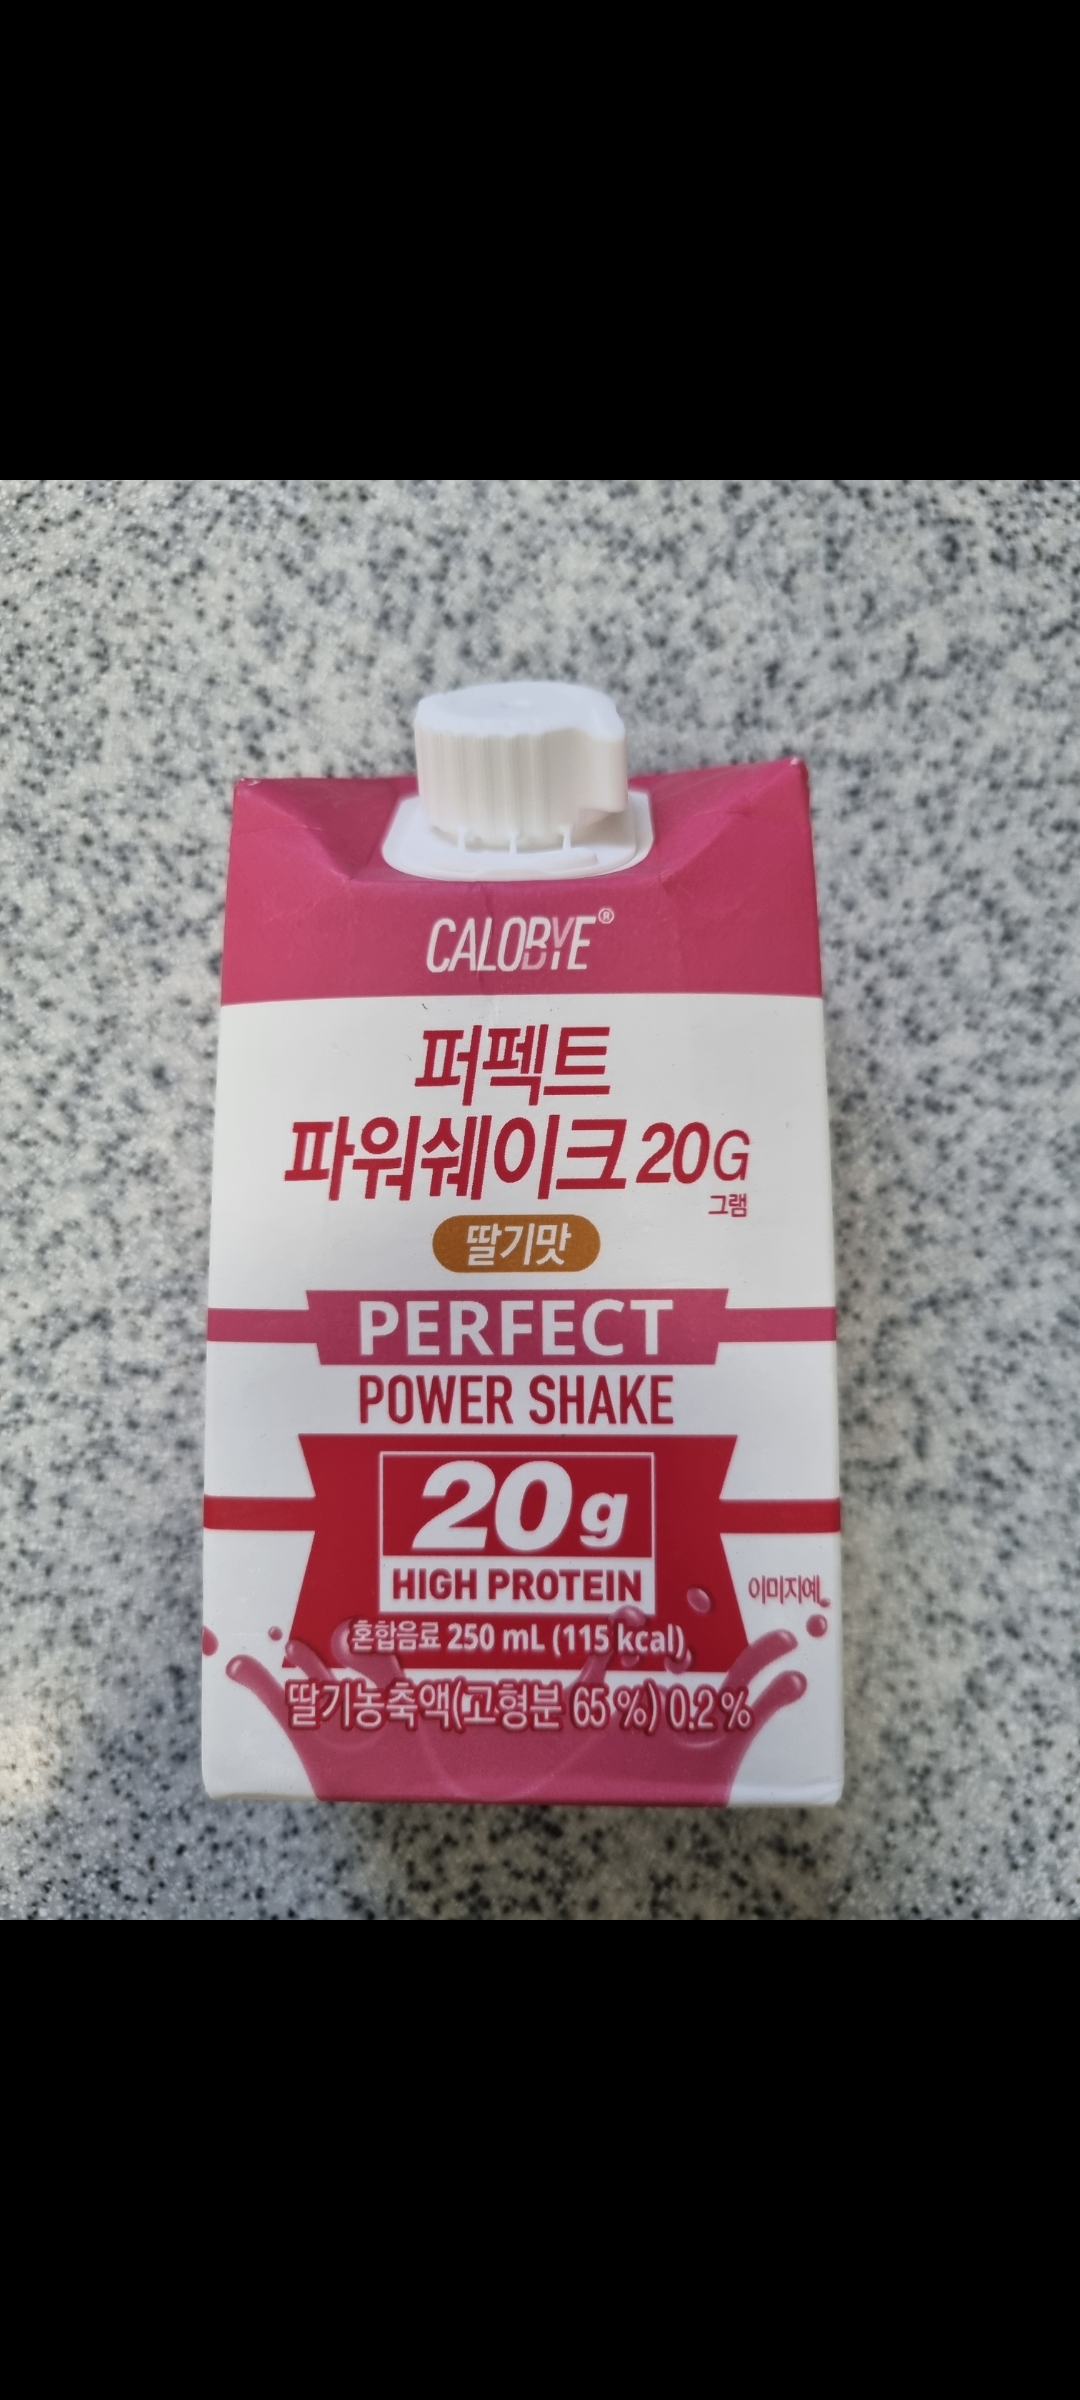 CALOBYE®
퍼펙트
파워쉐이크 20G
그램
딸기맛
PERFECT
POWER SHAKE
20g
HIGH PROTEIN
이미지예
혼합음료 250 mL (115 kcal)
딸기농축액(고형분 65 %) 0.2 %